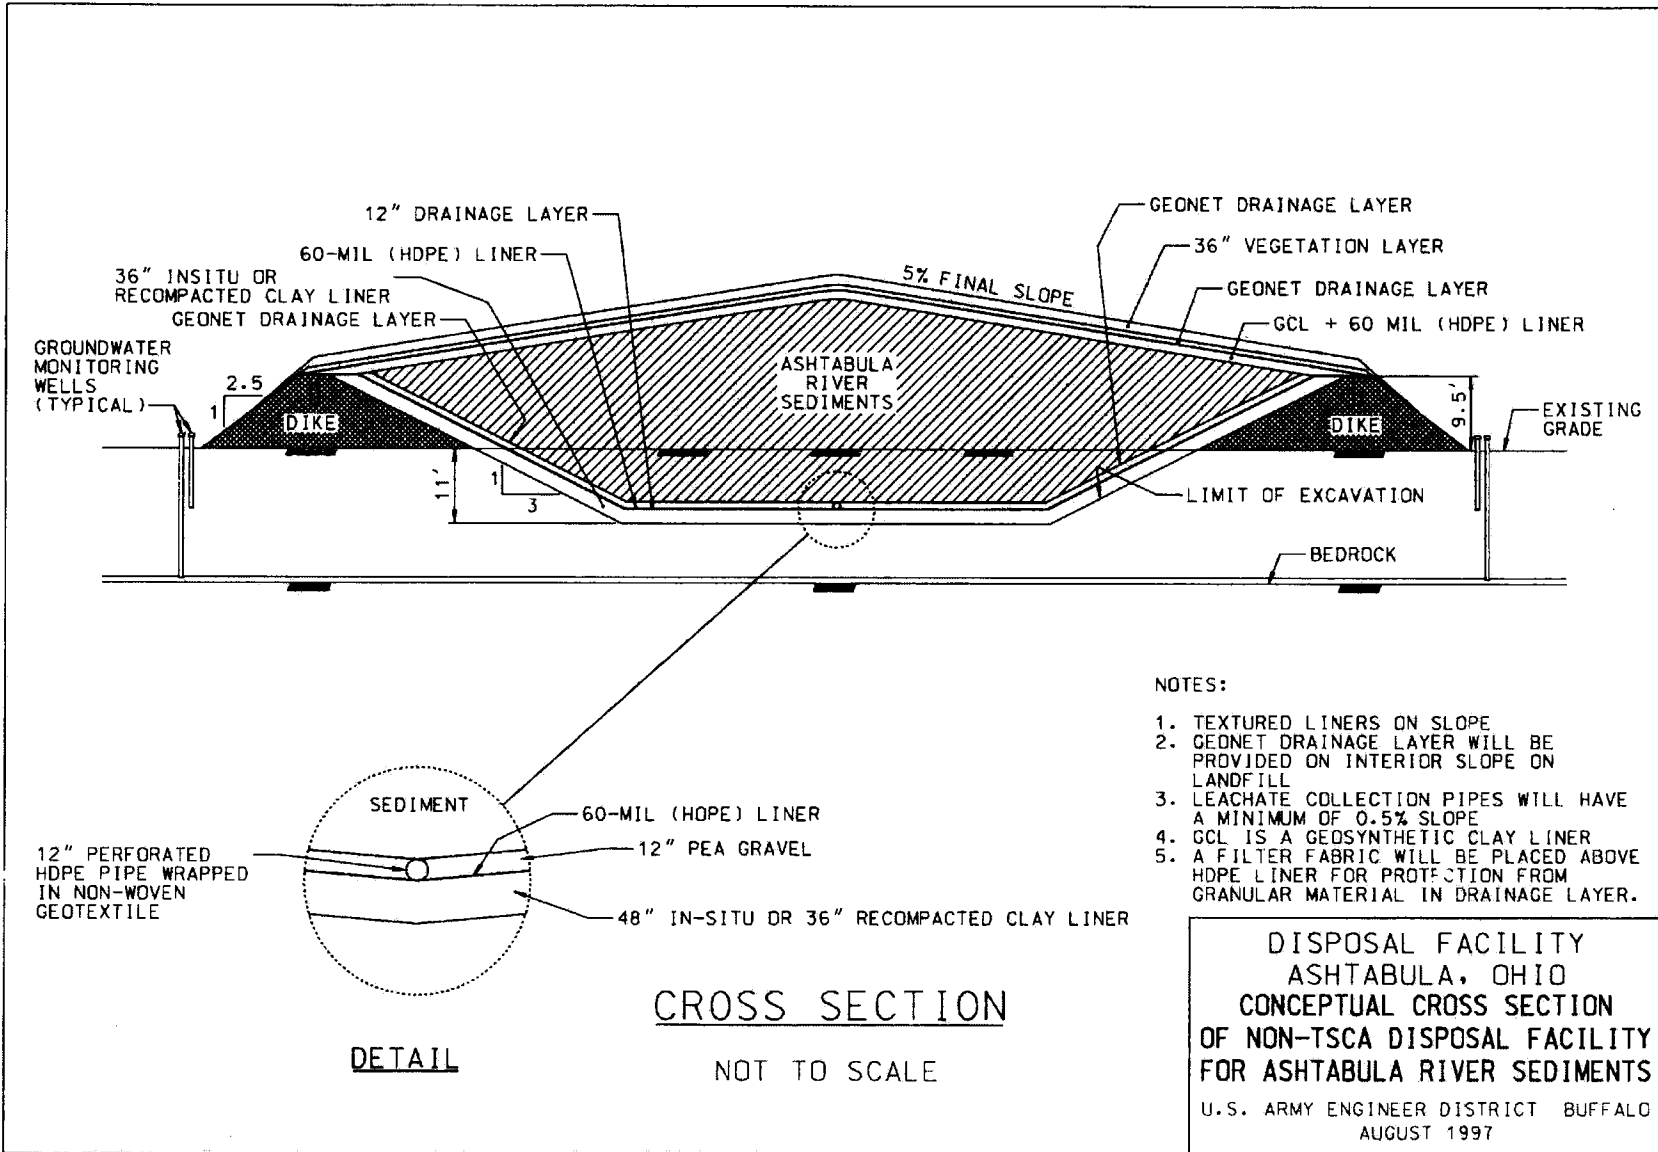 12" DRAINAGE LAYER
60-MIL (HDPE) LINER
36" INSITU OR
RECOMPACTED CLAY LINER
GEONET DRAINAGE LAYER
GROUNDWATER
MONITORING
WELLS
(TYPICAL)
2.5
1
DIKE
11'
1
3
5% FINAL SLOPE
ASHTABULA
RIVER
SEDIMENTS
GEONET DRAINAGE LAYER
36" VEGETATION LAYER
GEONET DRAINAGE LAYER
GCL + 60 MIL (HDPE) LINER
9.5'
DIKE
EXISTING
GRADE
LIMIT OF EXCAVATION
BEDROCK
SEDIMENT
60-MIL (HOPE) LINER
12" PEA GRAVEL
12" PERFORATED
HDPE PIPE WRAPPED
IN NON-WOVEN
GEOTEXTILE
48" IN-SITU OR 36" RECOMPACTED CLAY LINER
DETAIL
CROSS SECTION
NOT TO SCALE
NOTES:
1. TEXTURED LINERS ON SLOPE
2. GEONET DRAINAGE LAYER WILL BE
PROVIDED ON INTERIOR SLOPE ON
LANDFILL
3. LEACHATE COLLECTION PIPES WILL HAVE
A MINIMUM OF 0.5% SLOPE
4. GCL IS A GEOSYNTHETIC CLAY LINER
5. A FILTER FABRIC WILL BE PLACED ABOVE
HDPE LINER FOR PROTECTION FROM
GRANULAR MATERIAL IN DRAINAGE LAYER.
DISPOSAL FACILITY
ASHTABULA, OHIO
CONCEPTUAL CROSS SECTION
OF NON-TSCA DISPOSAL FACILITY
FOR ASHTABULA RIVER SEDIMENTS
U.S. ARMY ENGINEER DISTRICT BUFFALO
AUGUST 1997